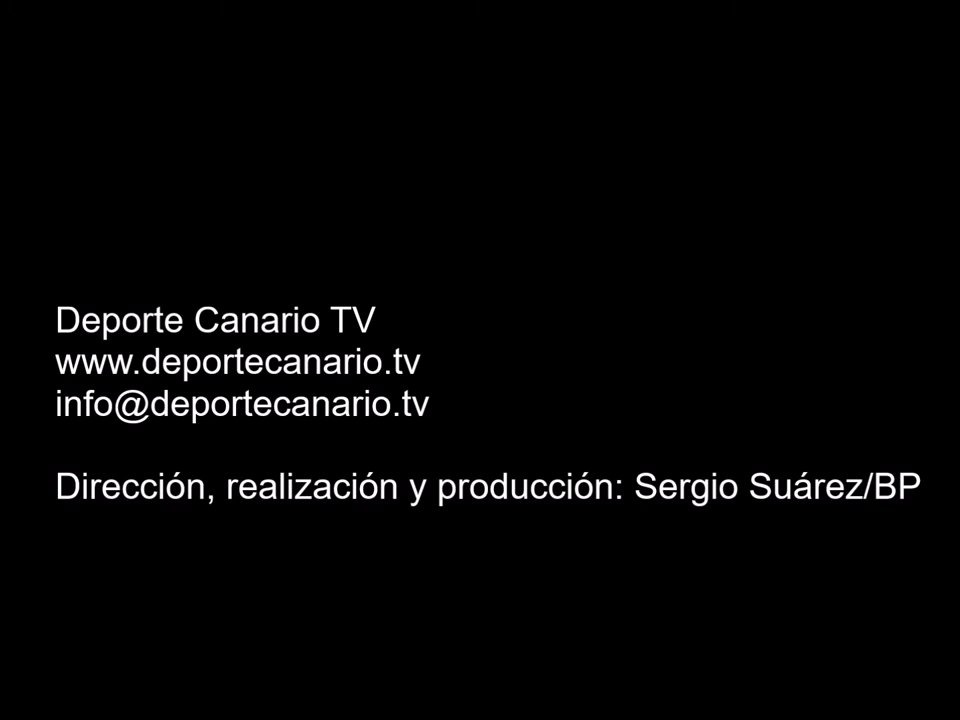 Deporte Canario TV
www.deportecanario.tv
info@deportecanario.tv
Dirección, realización y producción: Sergio Suárez/BP